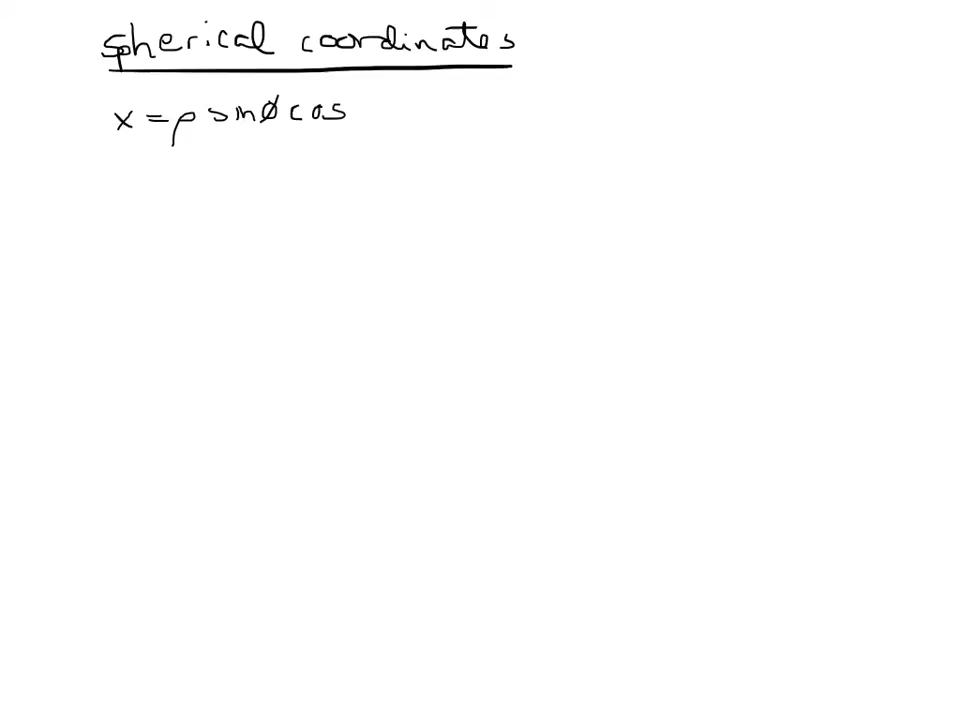 spherical coordinates
x = ρ sin ϕ cos